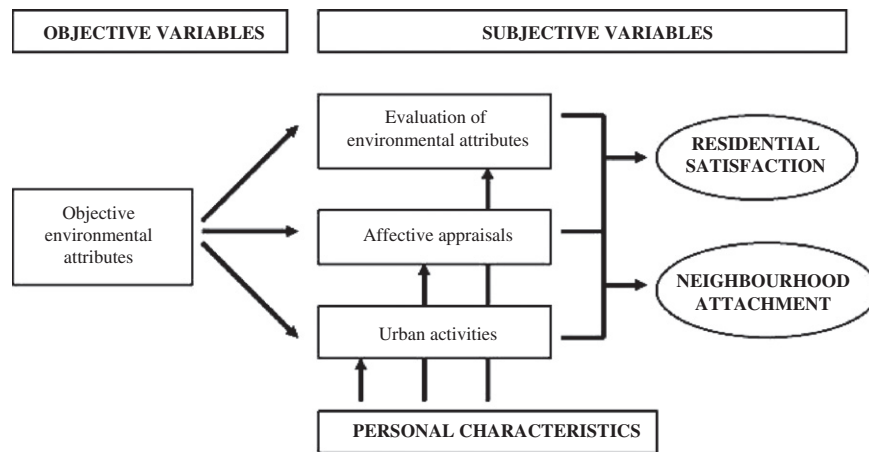 OBJECTIVE VARIABLES
SUBJECTIVE VARIABLES
Evaluation of
environmental attributes
RESIDENTIAL
SATISFACTION
Objective
environmental
attributes
Affective appraisals
NEIGHBOURHOOD
ATTACHMENT
Urban activities
PERSONAL CHARACTERISTICS